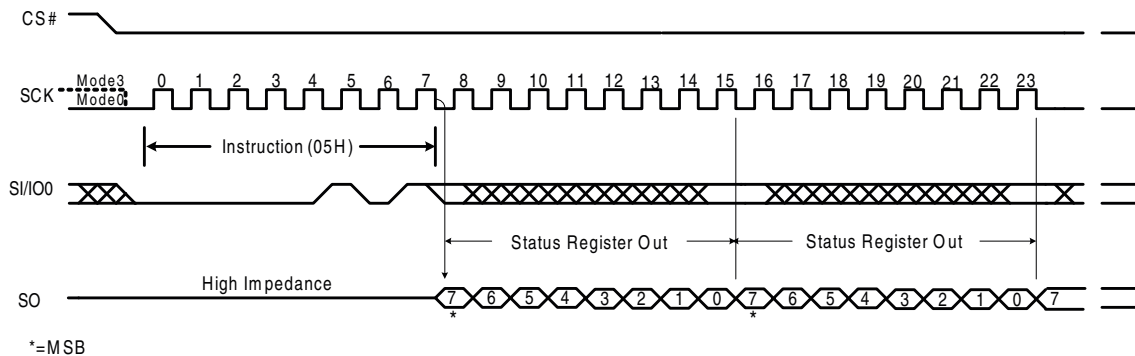 CS#
Mode3
SCK
Mode0
0 1 2 3 4 5 6 7 8 9 10 11 12 13 14 15 16 17 18 19 20 21 22 23
Instruction (05H)
SI/IO0
Status Register Out
Status Register Out
High Impedance
SO
7 6 5 4 3 2 1 0 7 6 5 4 3 2 1 0 7
* *
*=MSB